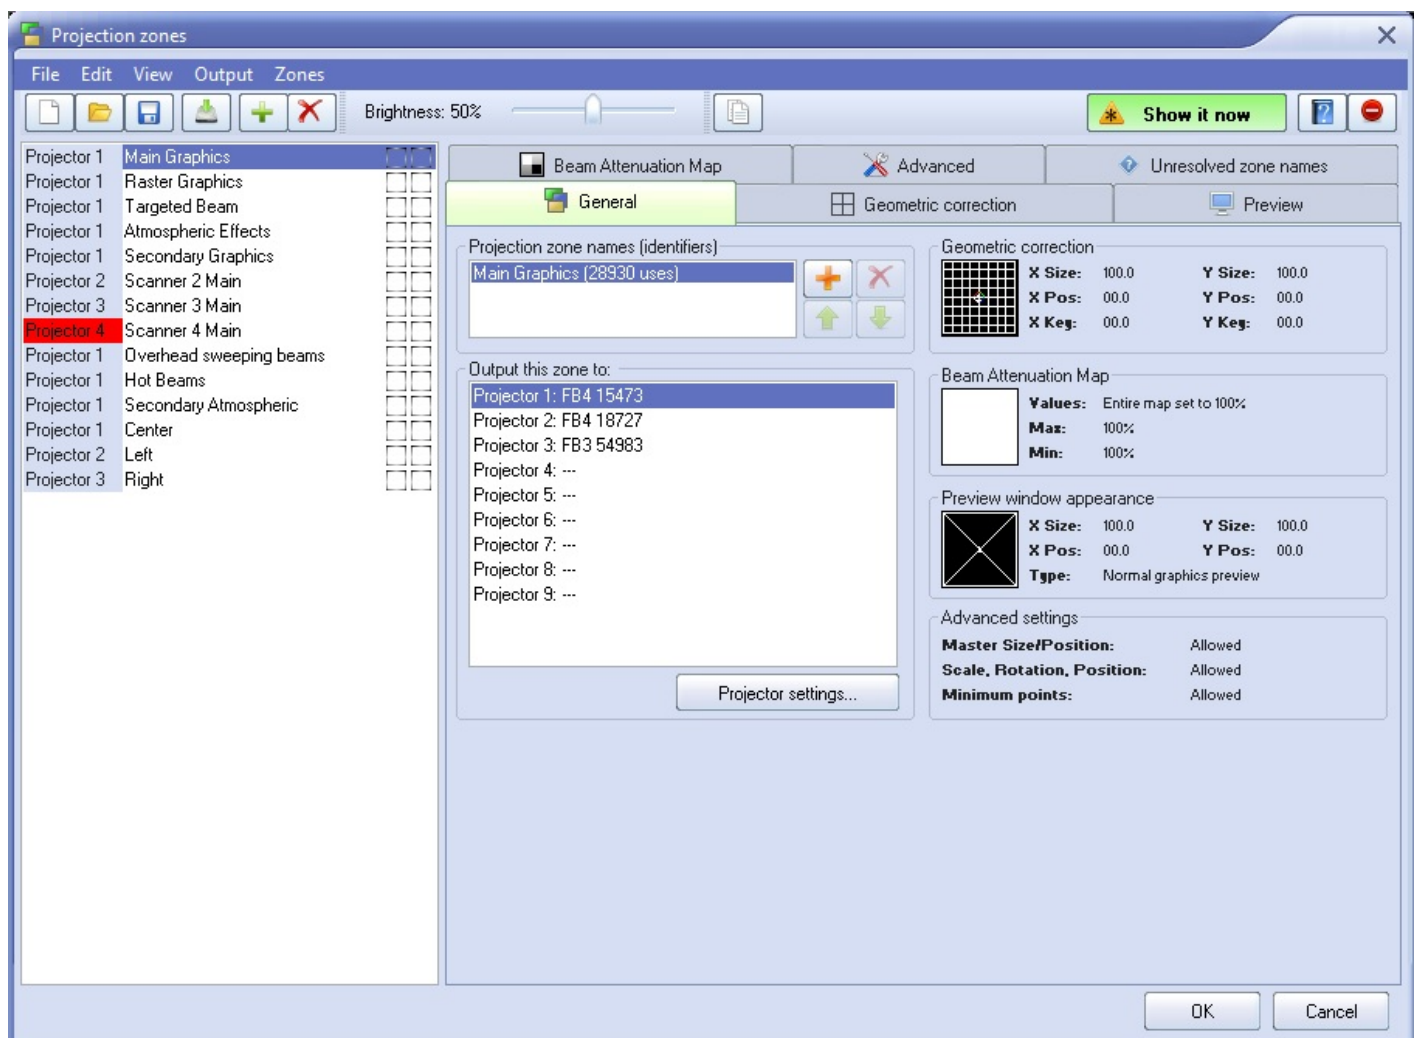 Projection zones
File Edit View Output Zones
Brightness: 50%
Show it now
Projector 1 Main Graphics
Projector 1 Raster Graphics
Projector 1 Targeted Beam
Projector 1 Atmospheric Effects
Projector 1 Secondary Graphics
Projector 2 Scanner 2 Main
Projector 3 Scanner 3 Main
Projector 4 Scanner 4 Main
Projector 1 Overhead sweeping beams
Projector 1 Hot Beams
Projector 1 Secondary Atmospheric
Projector 1 Center
Projector 2 Left
Projector 3 Right
Beam Attenuation Map
Advanced
Unresolved zone names
General
Geometric correction
Preview
Projection zone names (identifiers)
Main Graphics (28930 uses)
Output this zone to:
Projector 1: FB4 15473
Projector 2: FB4 18727
Projector 3: FB3 54983
Projector 4: ---
Projector 5: ---
Projector 6: ---
Projector 7: ---
Projector 8: ---
Projector 9: ---
Projector settings...
Geometric correction
X Size: 100.0 Y Size: 100.0
X Pos: 00.0 Y Pos: 00.0
X Key: 00.0 Y Key: 00.0
Beam Attenuation Map
Values: Entire map set to 100%
Max: 100%
Min: 100%
Preview window appearance
X Size: 100.0 Y Size: 100.0
X Pos: 00.0 Y Pos: 00.0
Type: Normal graphics preview
Advanced settings
Master Size/Position: Allowed
Scale, Rotation, Position: Allowed
Minimum points: Allowed
OK
Cancel